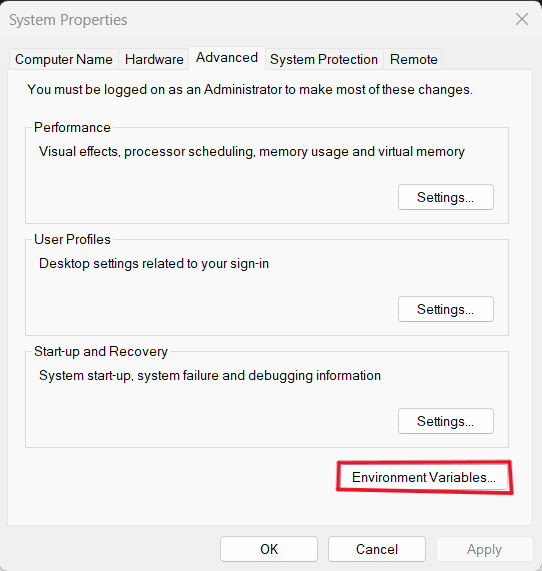 System Properties
Computer Name Hardware Advanced System Protection Remote
You must be logged on as an Administrator to make most of these changes.
Performance
Visual effects, processor scheduling, memory usage and virtual memory
Settings...
User Profiles
Desktop settings related to your sign-in
Settings...
Start-up and Recovery
System start-up, system failure and debugging information
Settings...
Environment Variables...
OK Cancel Apply